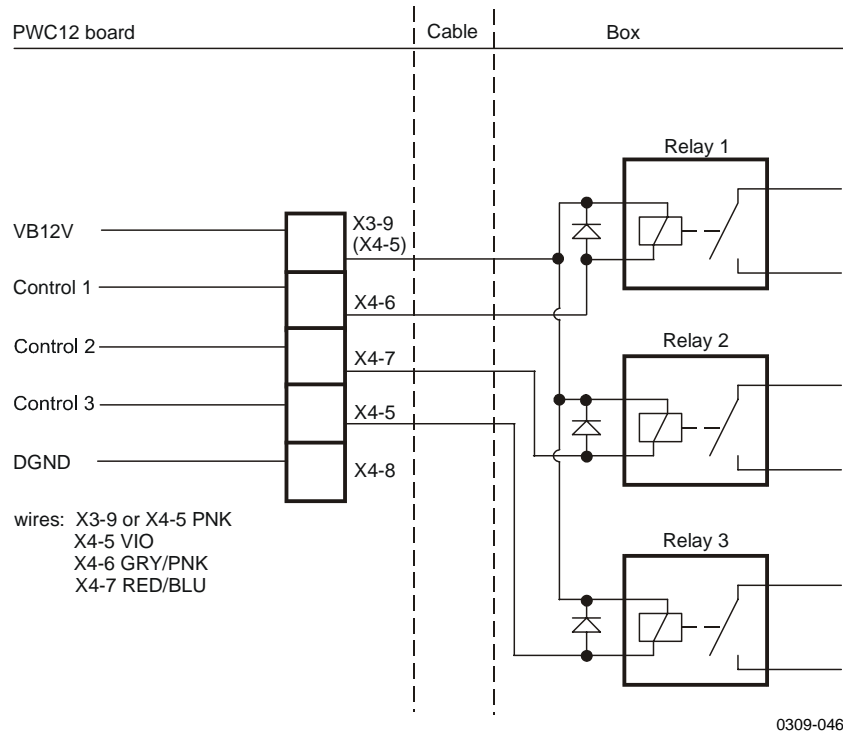 PWC12 board
Cable
Box
Relay 1
VB12V
X3-9
(X4-5)
Control 1
X4-6
Control 2
X4-7
Relay 2
Control 3
X4-5
DGND
X4-8
wires: X3-9 or X4-5 PNK
X4-5 VIO
X4-6 GRY/PNK
X4-7 RED/BLU
Relay 3
0309-046